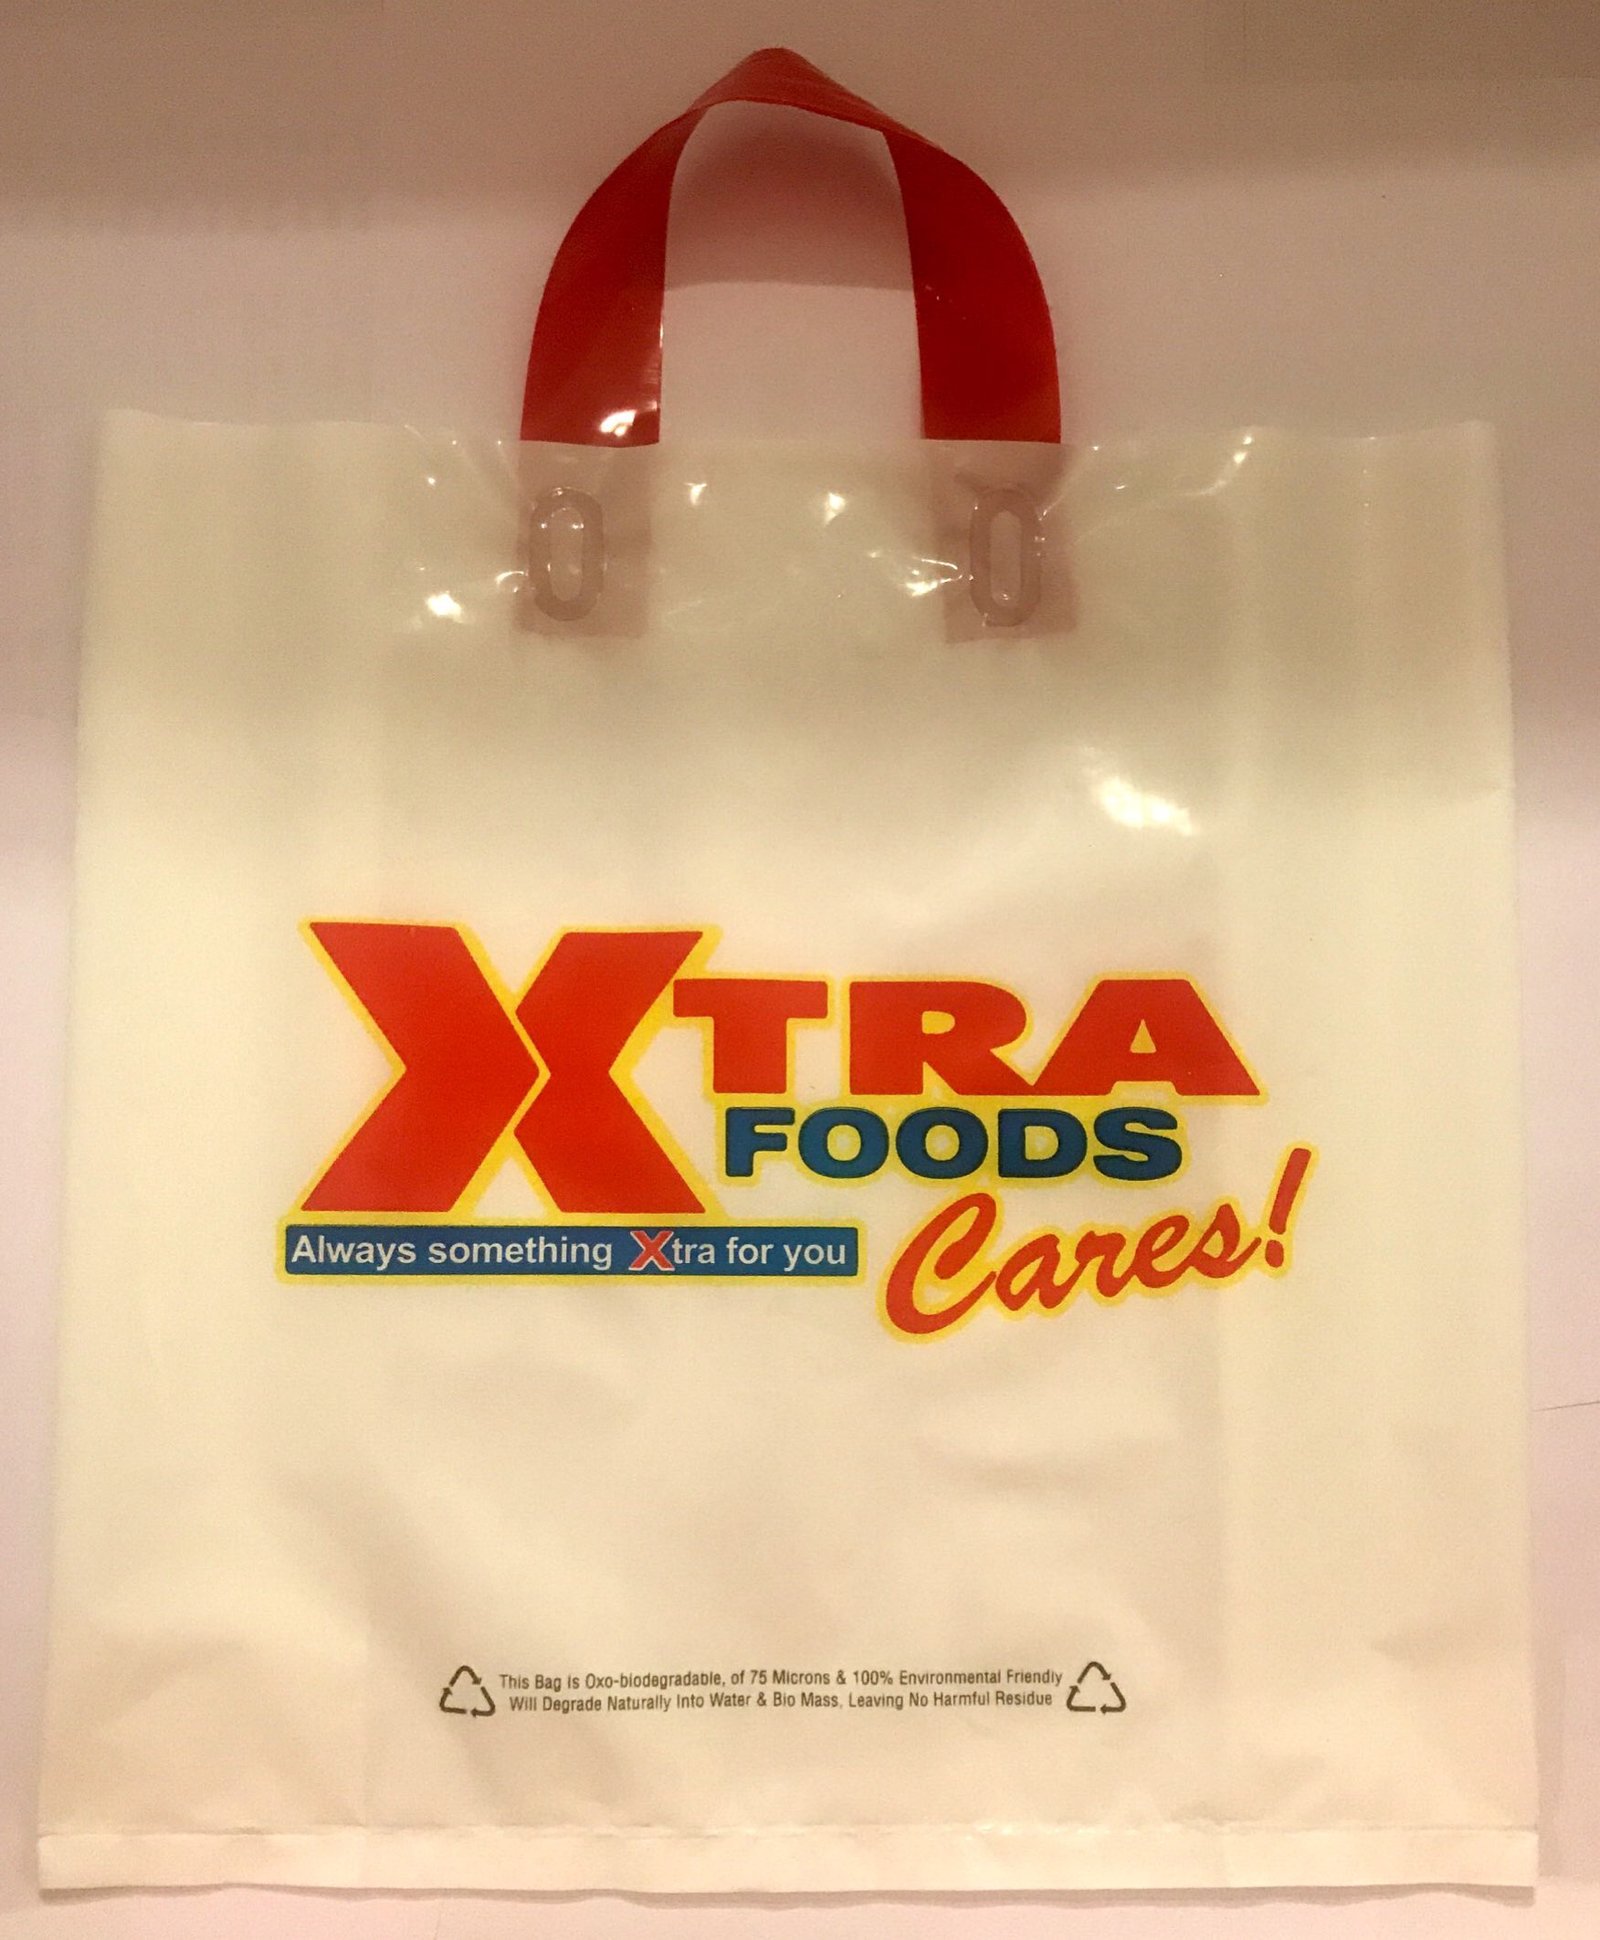 XTRA
FOODS
Cares!
Always something Xtra for you
This Bag is Oxo-biodegradable, of 75 Microns & 100% Environmental Friendly
Will Degrade Naturally Into Water & Bio Mass, Leaving No Harmful Residue